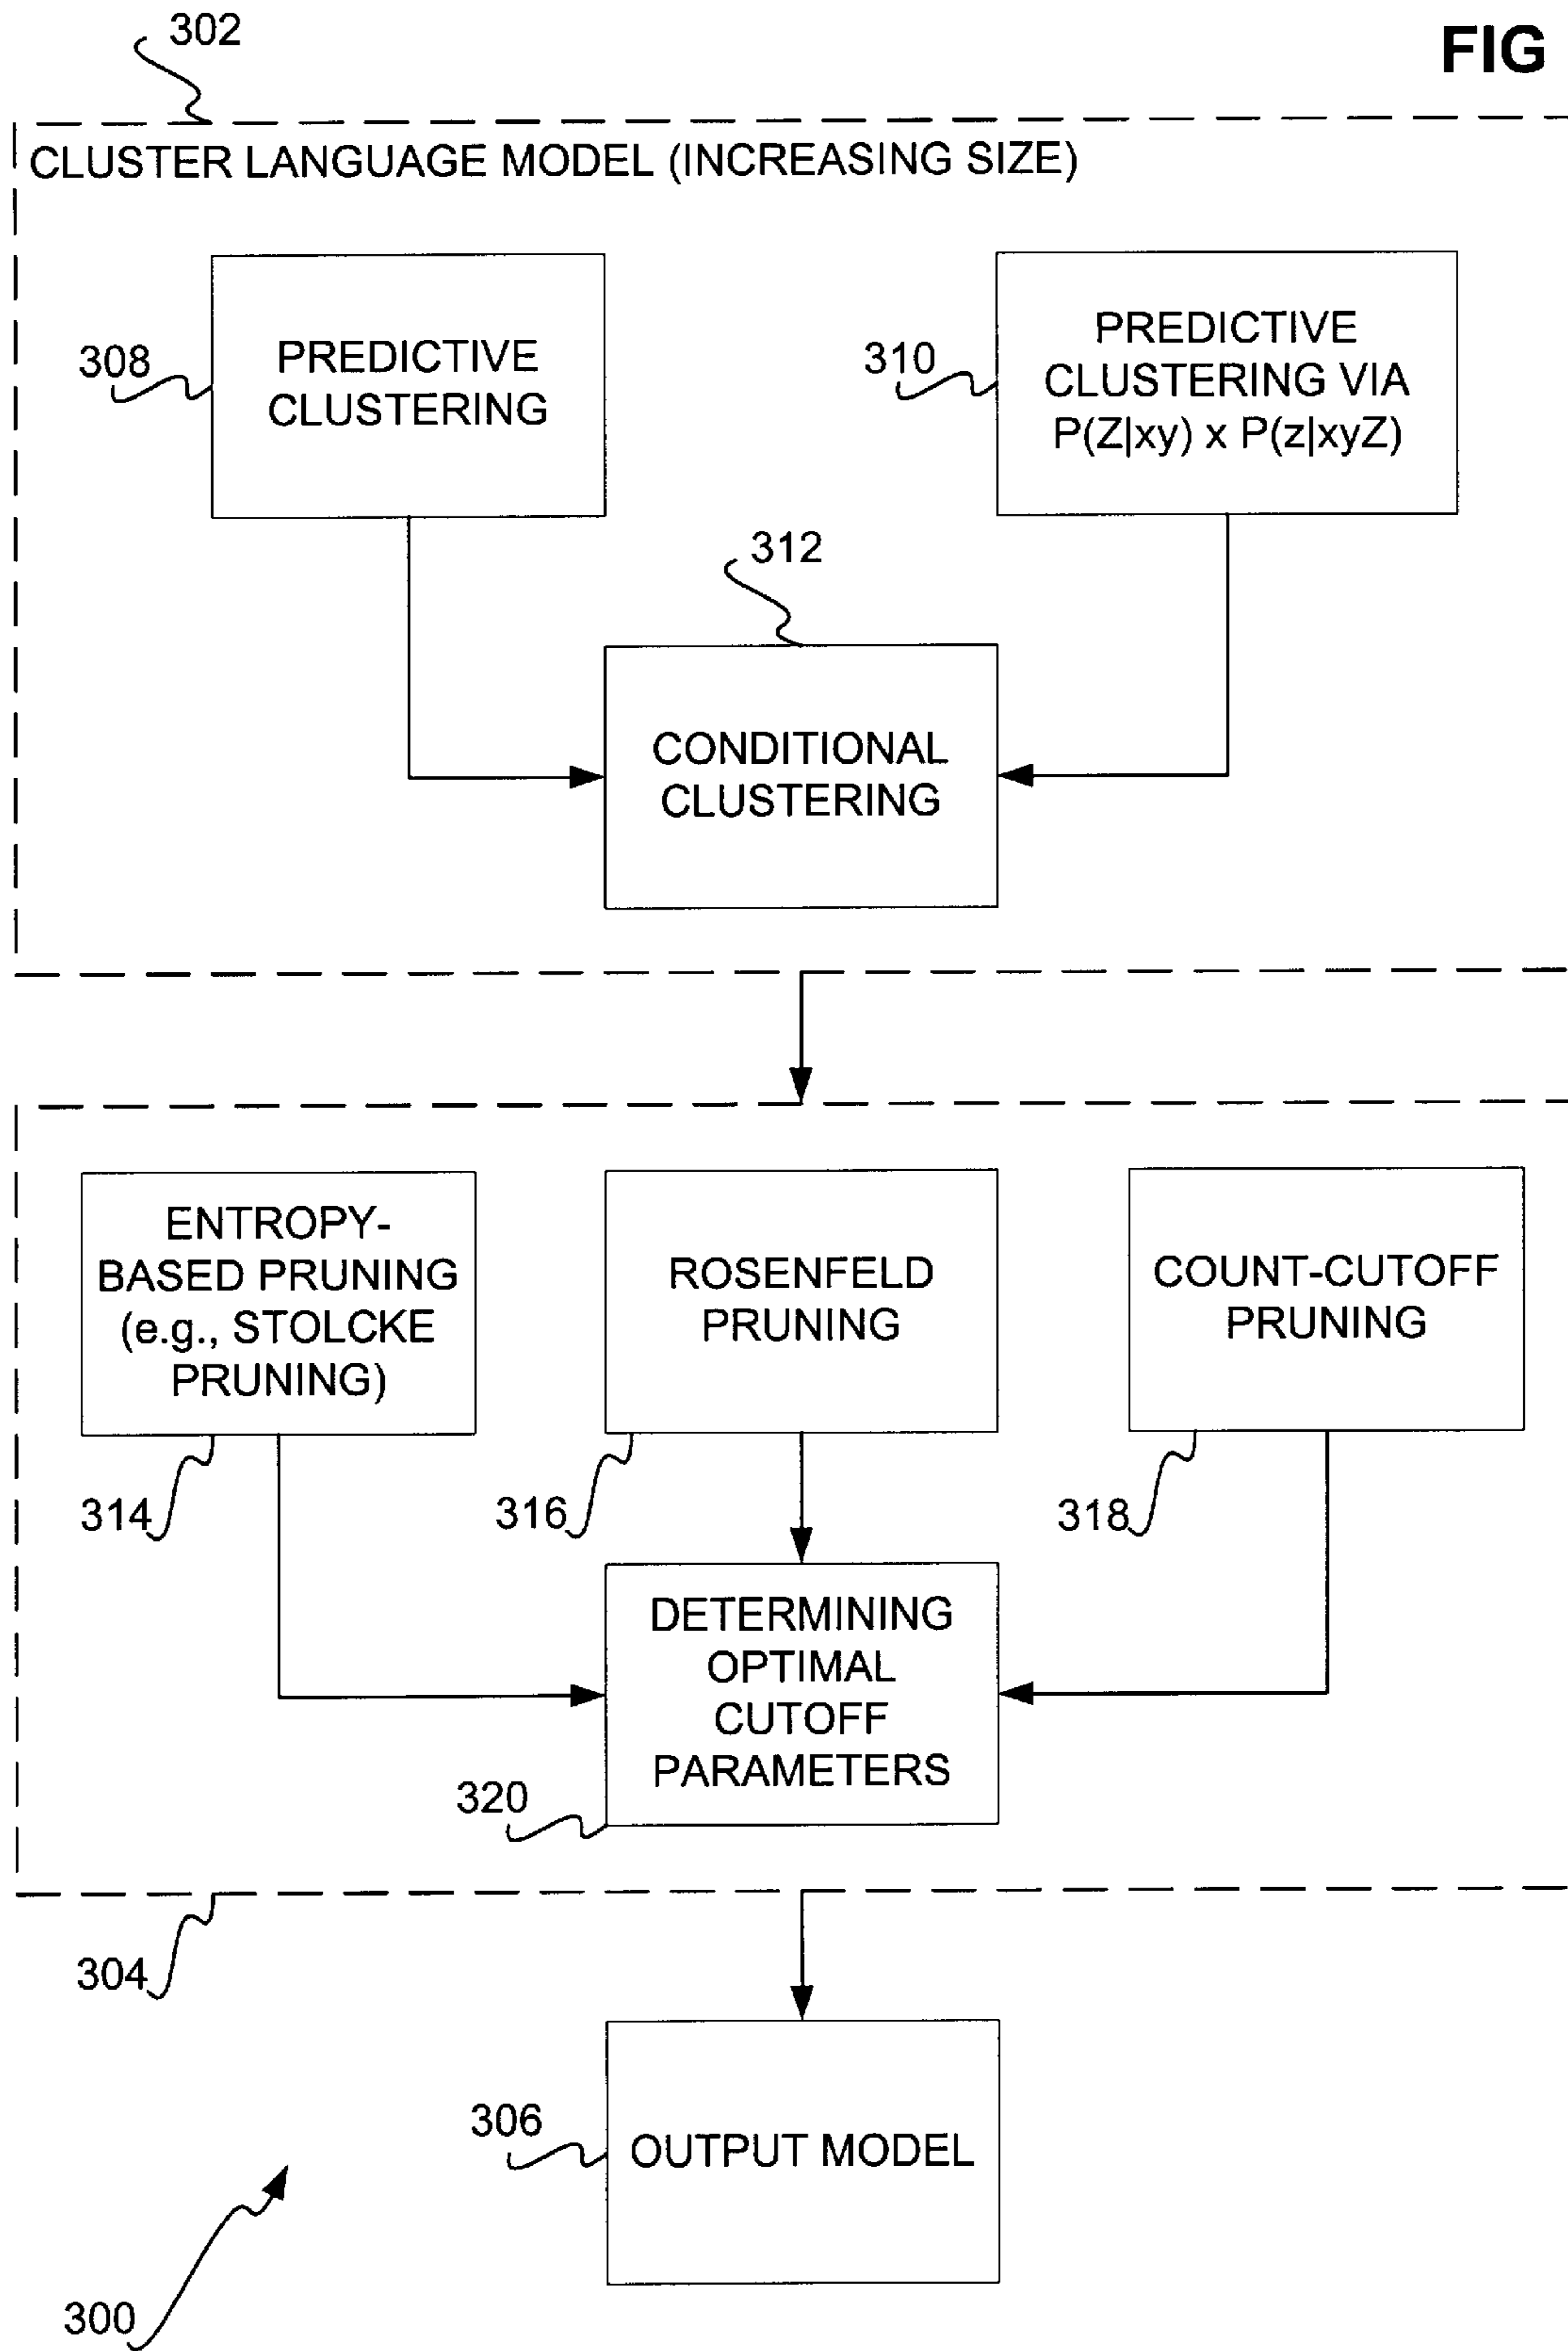 302
FIG
CLUSTER LANGUAGE MODEL (INCREASING SIZE)
308
PREDICTIVE
CLUSTERING
310
PREDICTIVE
CLUSTERING VIA
P(Z|xy) x P(z|xyZ)
312
CONDITIONAL
CLUSTERING
ENTROPY-
BASED PRUNING
(e.g., STOLCKE
PRUNING)
ROSENFELD
PRUNING
COUNT-CUTOFF
PRUNING
314
316
318
DETERMINING
OPTIMAL
CUTOFF
PARAMETERS
320
304
306
OUTPUT MODEL
300